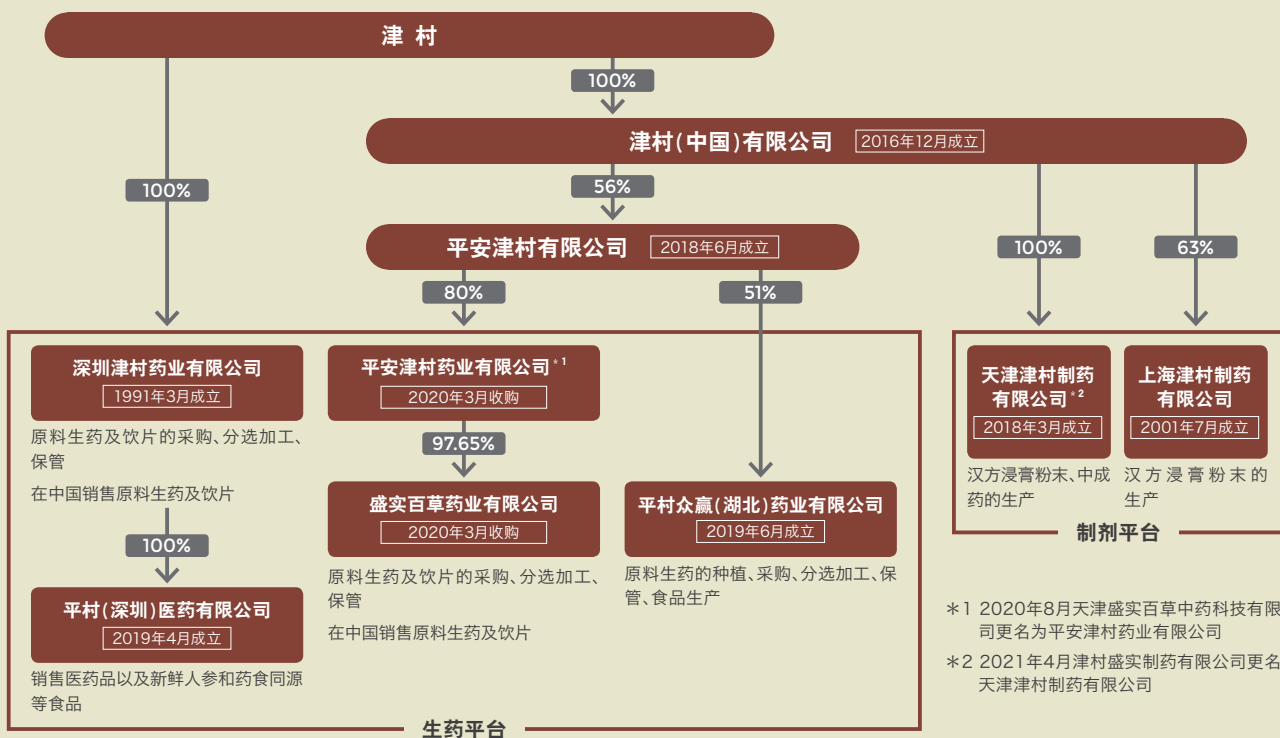 津 村
100%
津村(中国)有限公司 2016年12月成立
100%
56%
平安津村有限公司 2018年6月成立
100%
63%
80%
51%
深圳津村药业有限公司
1991年3月成立
原料生药及饮片的采购、分选加工、
保管
在中国销售原料生药及饮片
100%
平村(深圳)医药有限公司
2019年4月成立
销售医药品以及新鲜人参和药食同源
等食品
平安津村药业有限公司*1
2020年3月收购
97.65%
盛实百草药业有限公司
2020年3月收购
原料生药及饮片的采购、分选加工、
保管
在中国销售原料生药及饮片
平村众赢(湖北)药业有限公司
2019年6月成立
原料生药的种植、采购、分选加工、保
管、食品生产
生药平台
天津津村制药
有限公司*2
2018年3月成立
汉方浸膏粉末、中成
药的生产
上海津村制药
有限公司
2001年7月成立
汉方浸膏粉末的
生产
制剂平台
*1 2020年8月天津盛实百草中药科技有限
司更名为平安津村药业有限公司
*2 2021年4月津村盛实制药有限公司更名
天津津村制药有限公司